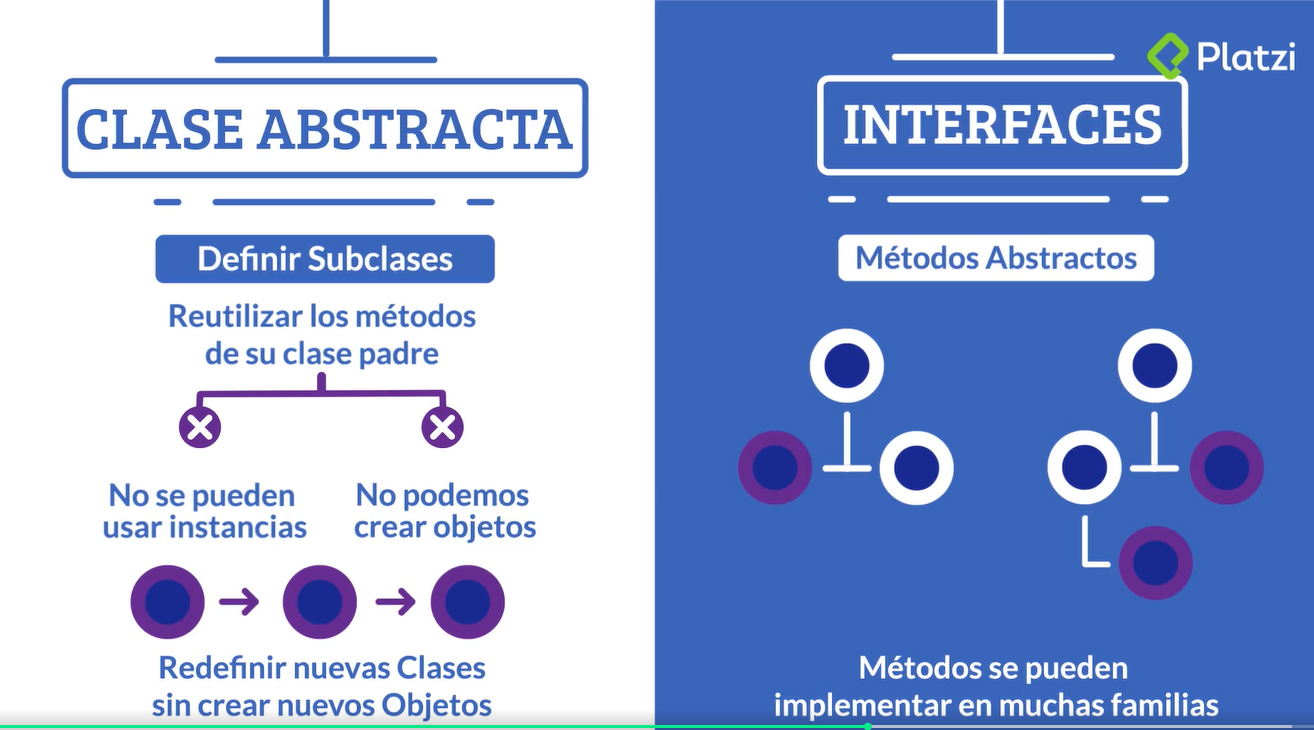 CLASE ABSTRACTA
Definir Subclases
Reutilizar los métodos
de su clase padre
No se pueden
usar instancias
No podemos
crear objetos
Redefinir nuevas Clases
sin crear nuevos Objetos
Platzi
INTERFACES
Métodos Abstractos
Métodos se pueden
implementar en muchas familias